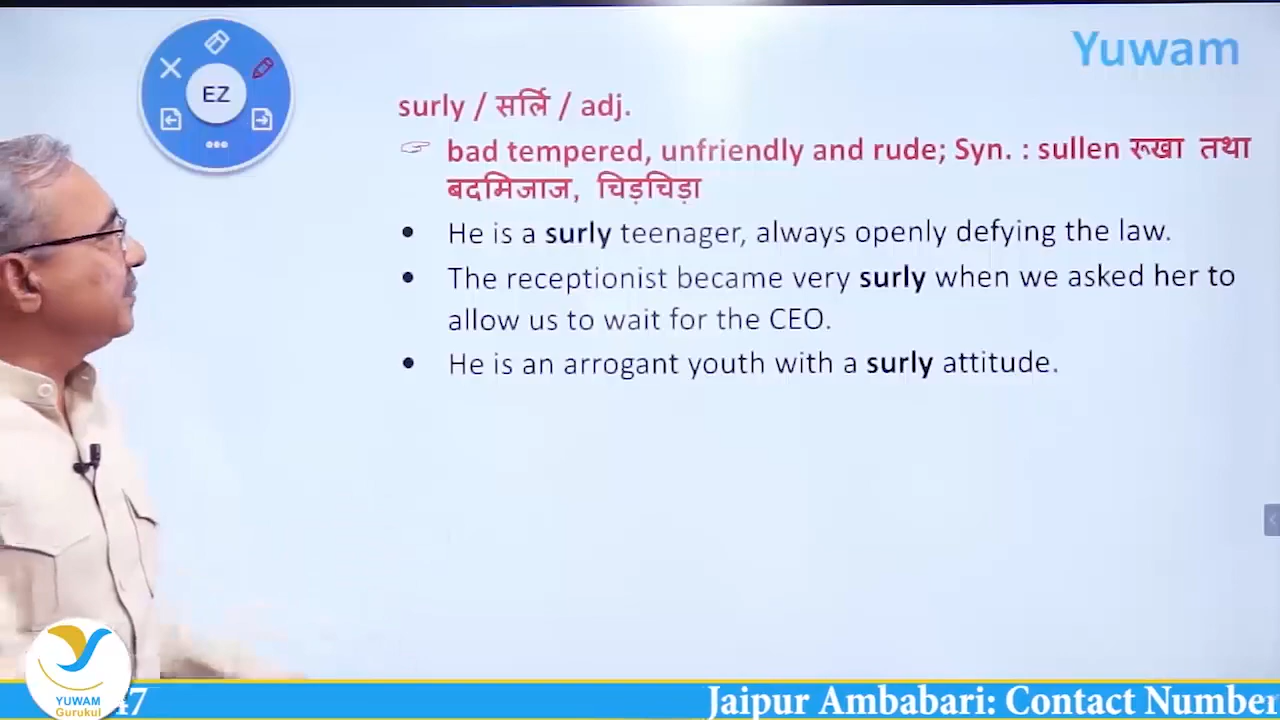 Yuwam
EZ
surly / सर्लि / adj.
bad tempered, unfriendly and rude; Syn. : sullen रूखा तथा
बदमिजाज, चिड़चिड़ा
He is a surly teenager, always openly defying the law.
The receptionist became very surly when we asked her to
allow us to wait for the CEO.
He is an arrogant youth with a surly attitude.
YUWAM
Gurukul
47
Jaipur Ambabari: Contact Number